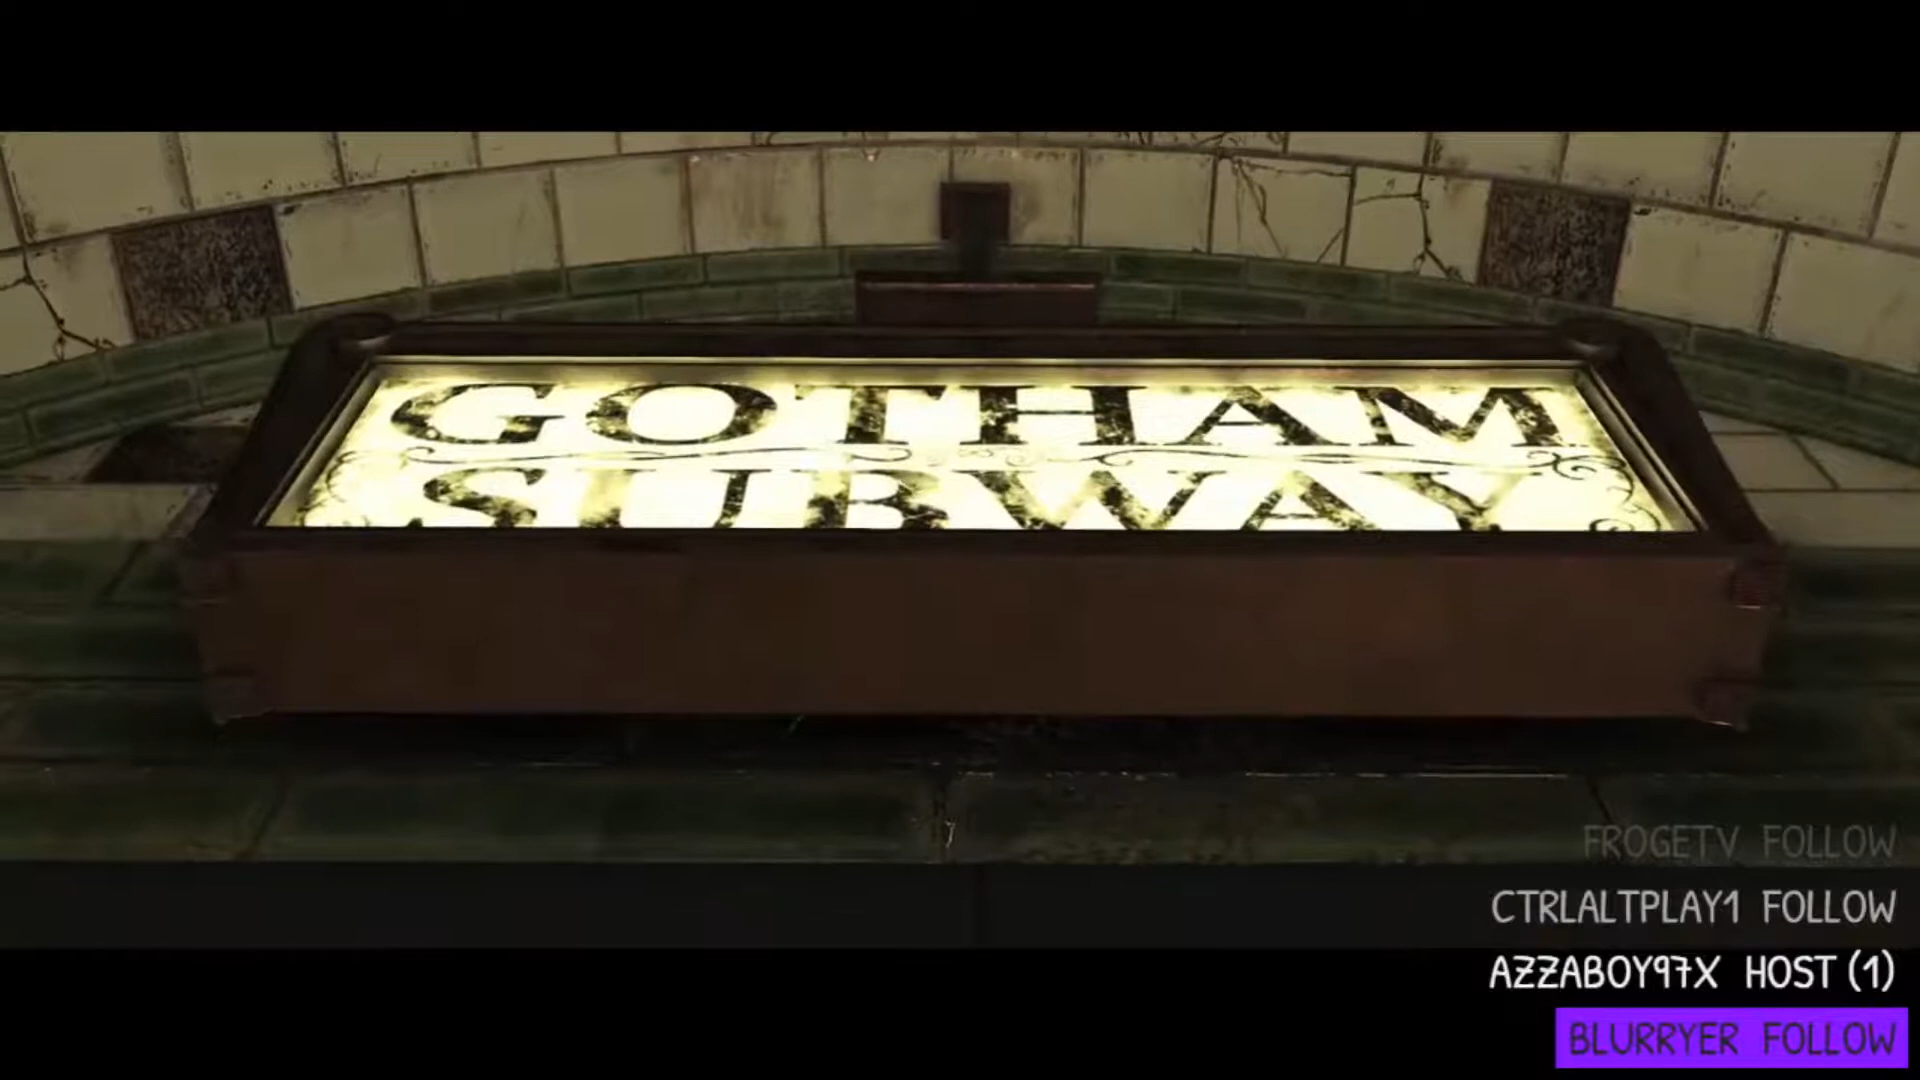 GOTHAM
SUBWAY
FROGETV FOLLOW
CTRLALTPLAY1 FOLLOW
AZZABOY97X HOST (1)
BLURRYER FOLLOW